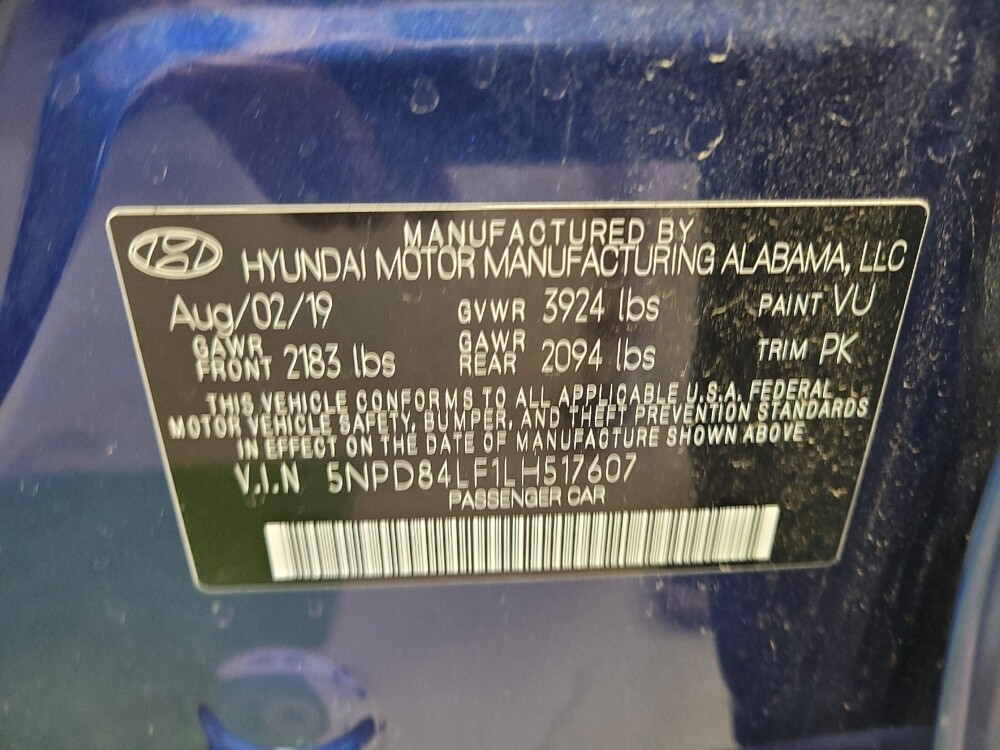 MANUFACTURED BY
HYUNDAI MOTOR MANUFACTURING ALABAMA, LLC
Aug/02/19 GVWR 3924 lbs PAINT VU
GAWR FRONT 2183 lbs GAWR REAR 2094 lbs TRIM PK
THIS VEHICLE CONFORMS TO ALL APPLICABLE U.S.A. FEDERAL
MOTOR VEHICLE SAFETY, BUMPER, AND THEFT PREVENTION STANDARDS
IN EFFECT ON THE DATE OF MANUFACTURE SHOWN ABOVE
V.I.N 5NPD84LF1LH517607
PASSENGER CAR